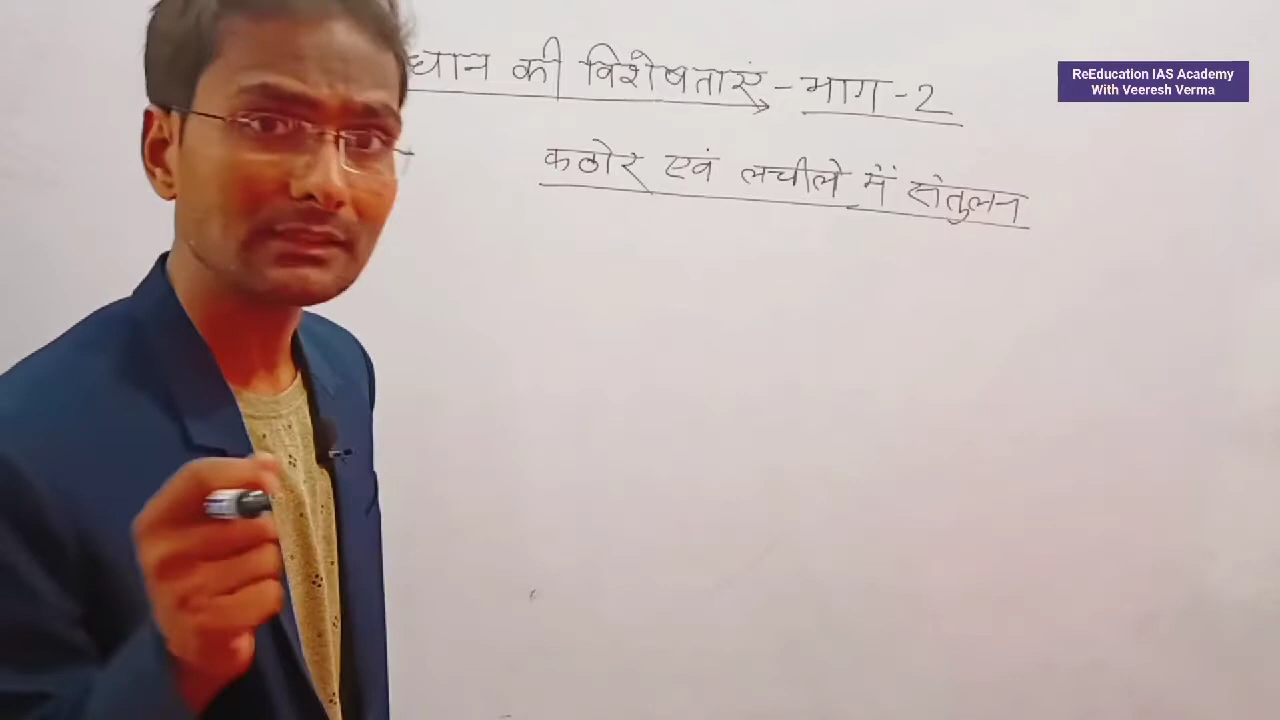 धान की विशेषताएं - भाग - 2
कठोर एवं लचीले में संतुलन
ReEducation IAS Academy
With Veeresh Verma